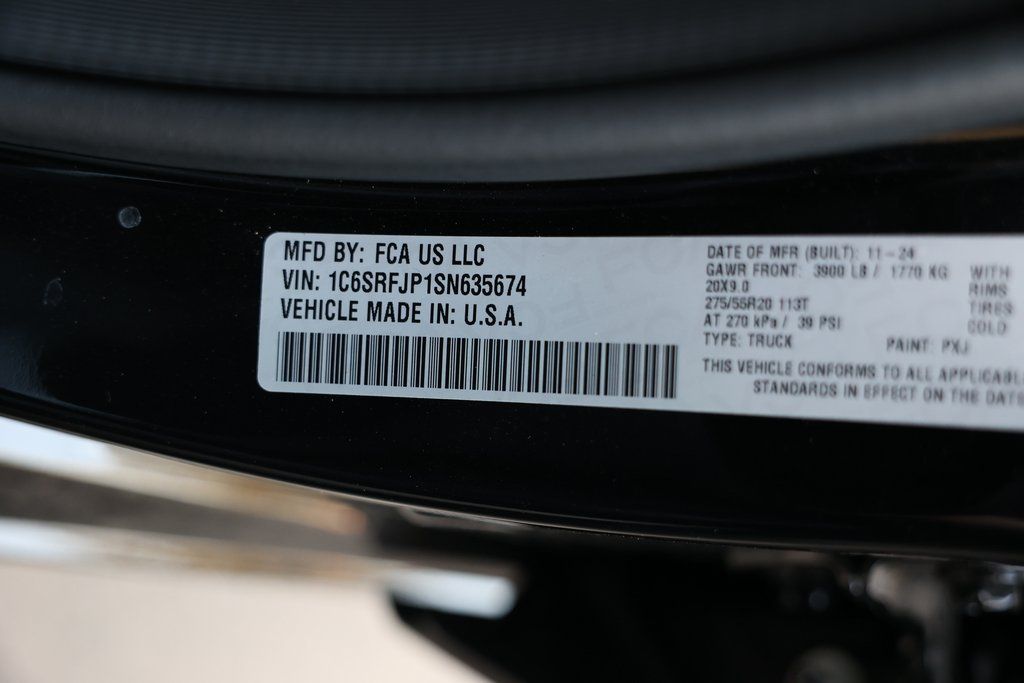 MFD BY: FCA US LLC
VIN: 1C6SRFJP1SN635674
VEHICLE MADE IN: U.S.A.
DATE OF MFR (BUILT): 11-24
GAWR FRONT: 3900 LB / 1770 KG WITH
20X9.0 RIMS
275/55R20 113T TIRES
AT 270 kPa / 39 PSI COLD
TYPE: TRUCK PAINT: PXJ
THIS VEHICLE CONFORMS TO ALL APPLICABL
STANDARDS IN EFFECT ON THE DATE